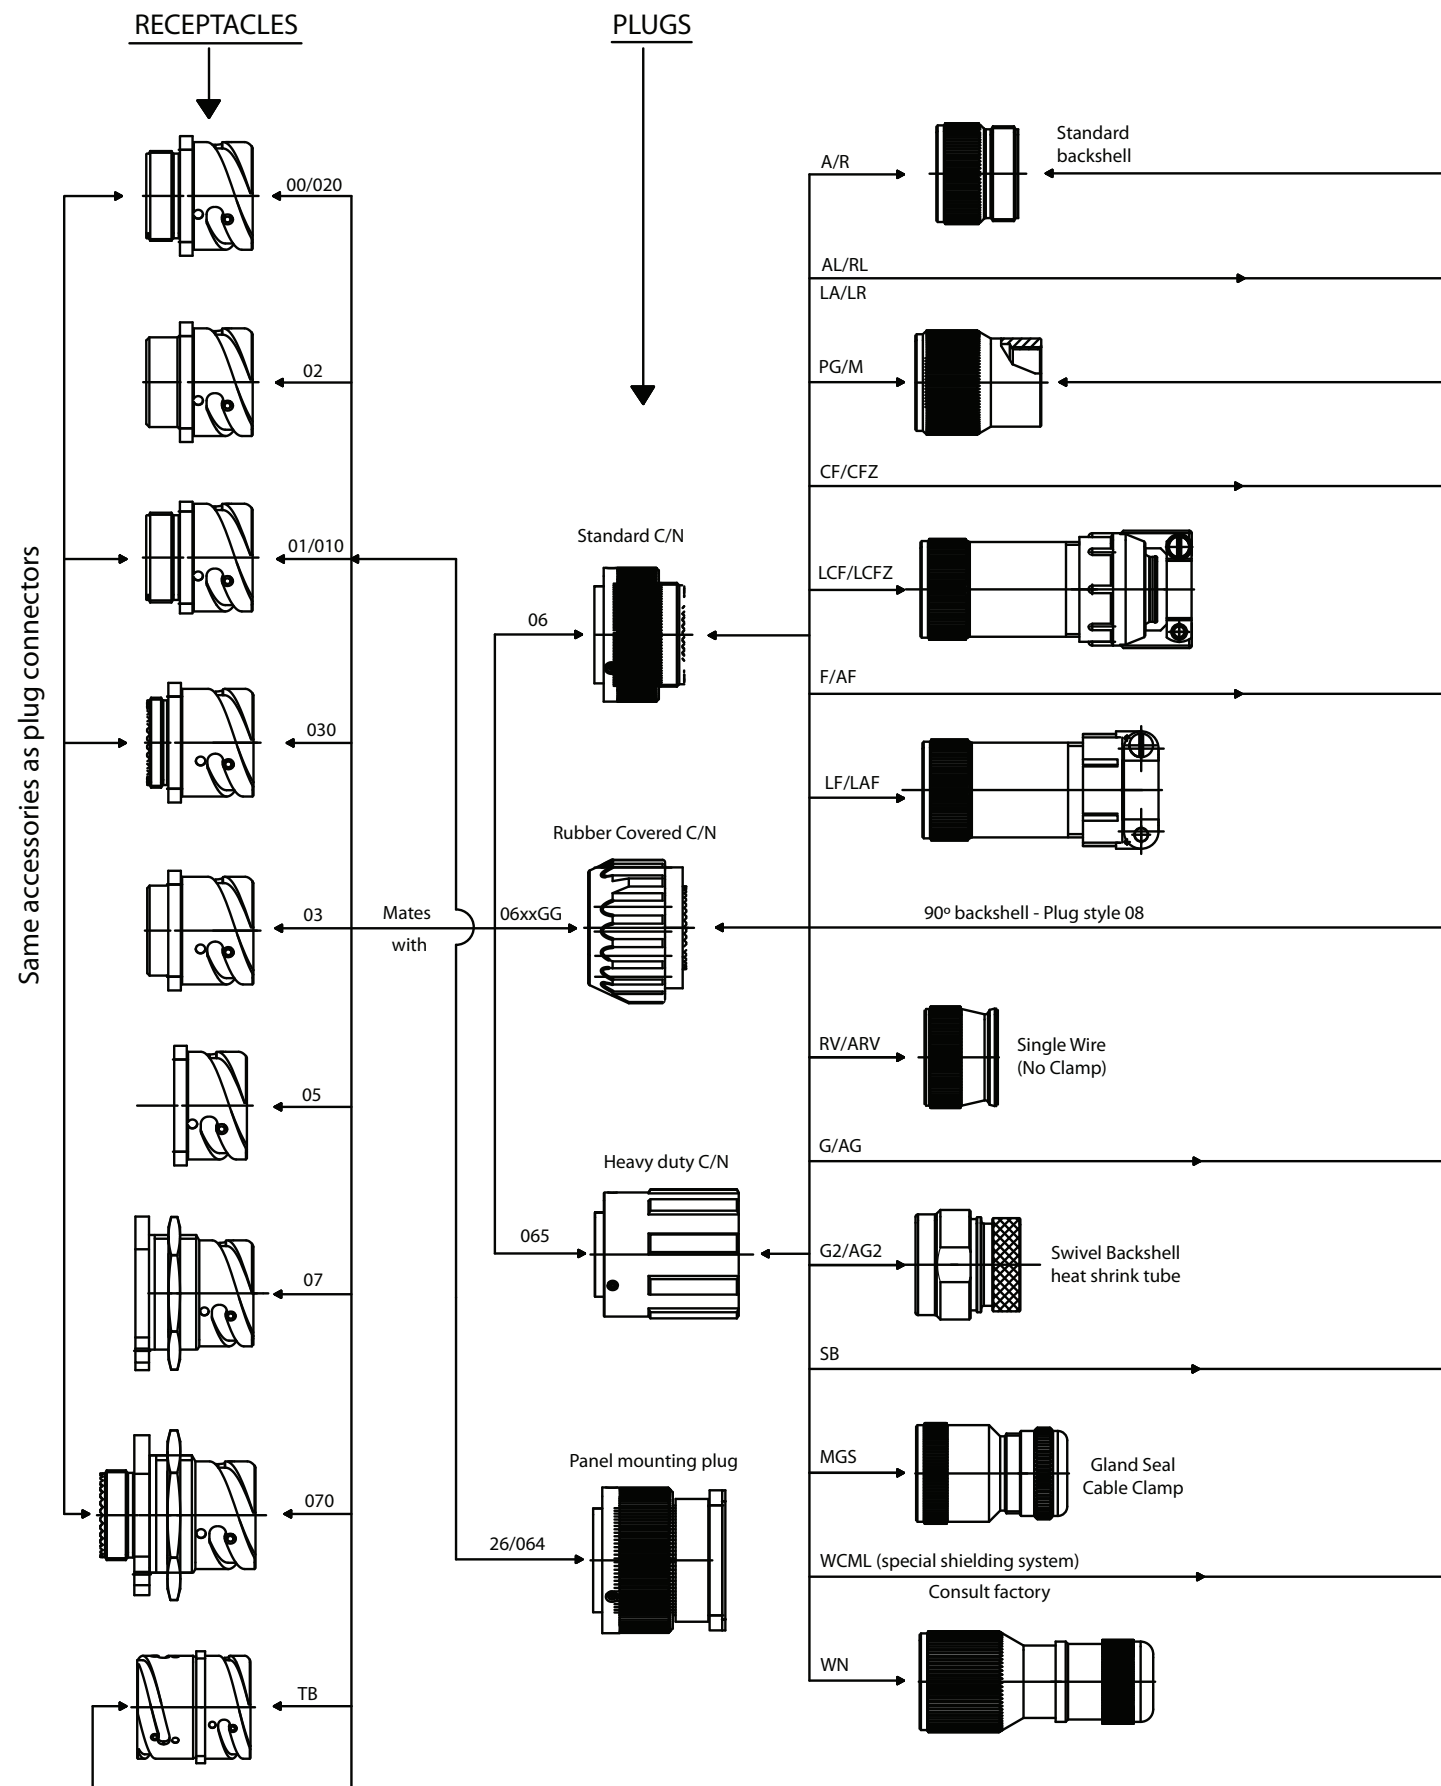 RECEPTACLES
PLUGS
Same accessories as plug connectors
00/020
02
01/010
030
03
05
07
070
TB
Mates
with
Standard C/N
06
Rubber Covered C/N
06xxGG
Heavy duty C/N
065
Panel mounting plug
26/064
A/R
Standard
backshell
AL/RL
LA/LR
PG/M
CF/CFZ
LCF/LCFZ
F/AF
LF/LAF
90º backshell - Plug style 08
RV/ARV
Single Wire
(No Clamp)
G/AG
G2/AG2
Swivel Backshell
heat shrink tube
SB
MGS
Gland Seal
Cable Clamp
WCML (special shielding system)
Consult factory
WN